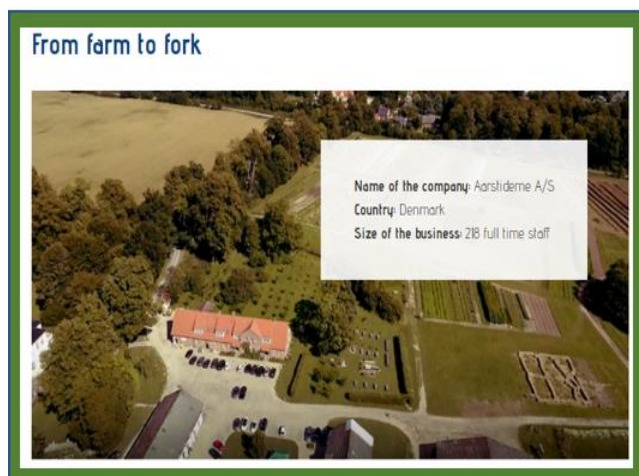 From farm to fork
Name of the company: Aarstiderne A/S
Country: Denmark
Size of the business: 218 full time staff